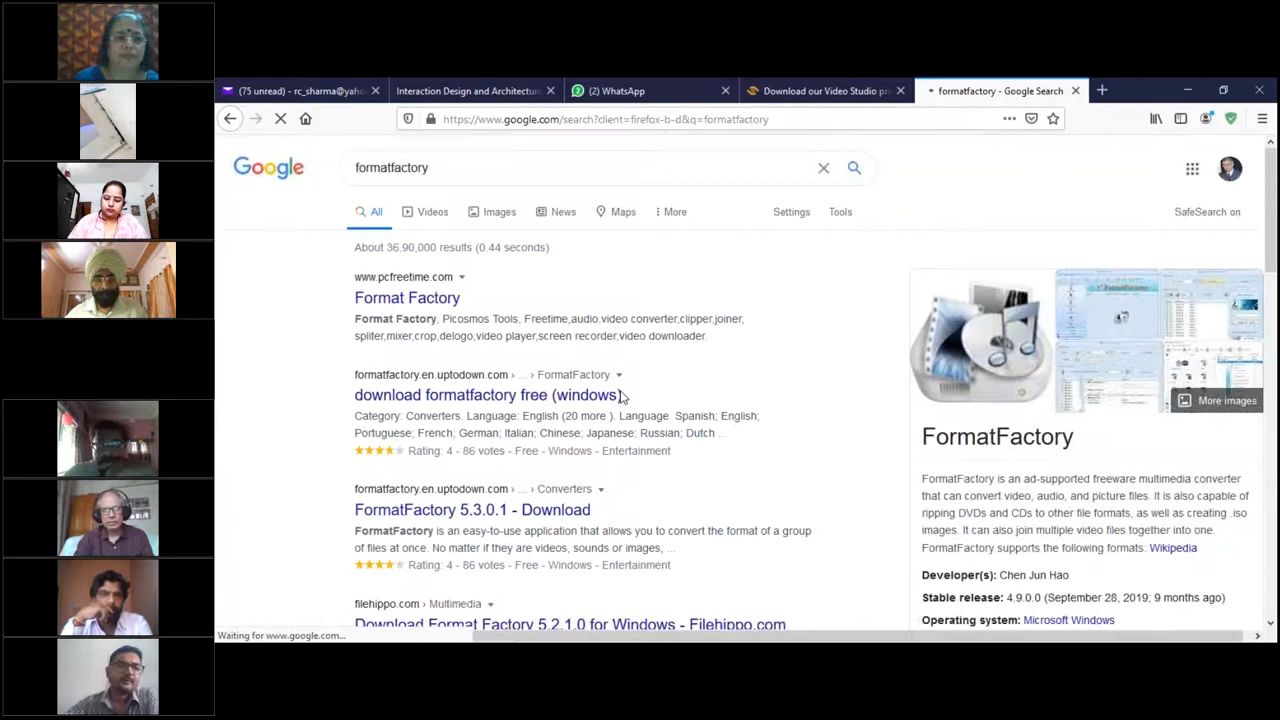 (75 unread) - rc_sharma@yaho
Interaction Design and Architecture
(2) WhatsApp
Download our Video Studio pr
formatfactory - Google Search
https://www.google.com/search?client=firefox-b-d&q=formatfactory
Google
formatfactory
All
Videos
Images
News
Maps
More
Settings
Tools
SafeSearch on
About 36,90,000 results (0.44 seconds)
www.pcfreetime.com
Format Factory
Format Factory, Picosmos Tools, Freetime,audio,video converter,clipper,joiner,
spliter,mixer,crop,delogo,video player,screen recorder,video downloader.
formatfactory.en.uptodown.com › ... › FormatFactory
download formatfactory free (windows)
Category: Converters. Language: English (20 more ). Language. Spanish; English;
Portuguese; French; German; Italian; Chinese; Japanese; Russian; Dutch ...
Rating: 4 - 86 votes - Free - Windows - Entertainment
formatfactory.en.uptodown.com › ... › Converters
FormatFactory 5.3.0.1 - Download
FormatFactory is an easy-to-use application that allows you to convert the format of a group
of files at once. No matter if they are videos, sounds or images, ...
Rating: 4 - 86 votes - Free - Windows - Entertainment
filehippo.com › Multimedia
Download Format Factory 5.2.1.0 for Windows - Filehippo.com
Waiting for www.google.com...
More images
FormatFactory
FormatFactory is an ad-supported freeware multimedia converter
that can convert video, audio, and picture files. It is also capable of
ripping DVDs and CDs to other file formats, as well as creating .iso
images. It can also join multiple video files together into one.
FormatFactory supports the following formats: Wikipedia
Developer(s): Chen Jun Hao
Stable release: 4.9.0.0 (September 28, 2019; 9 months ago)
Operating system: Microsoft Windows